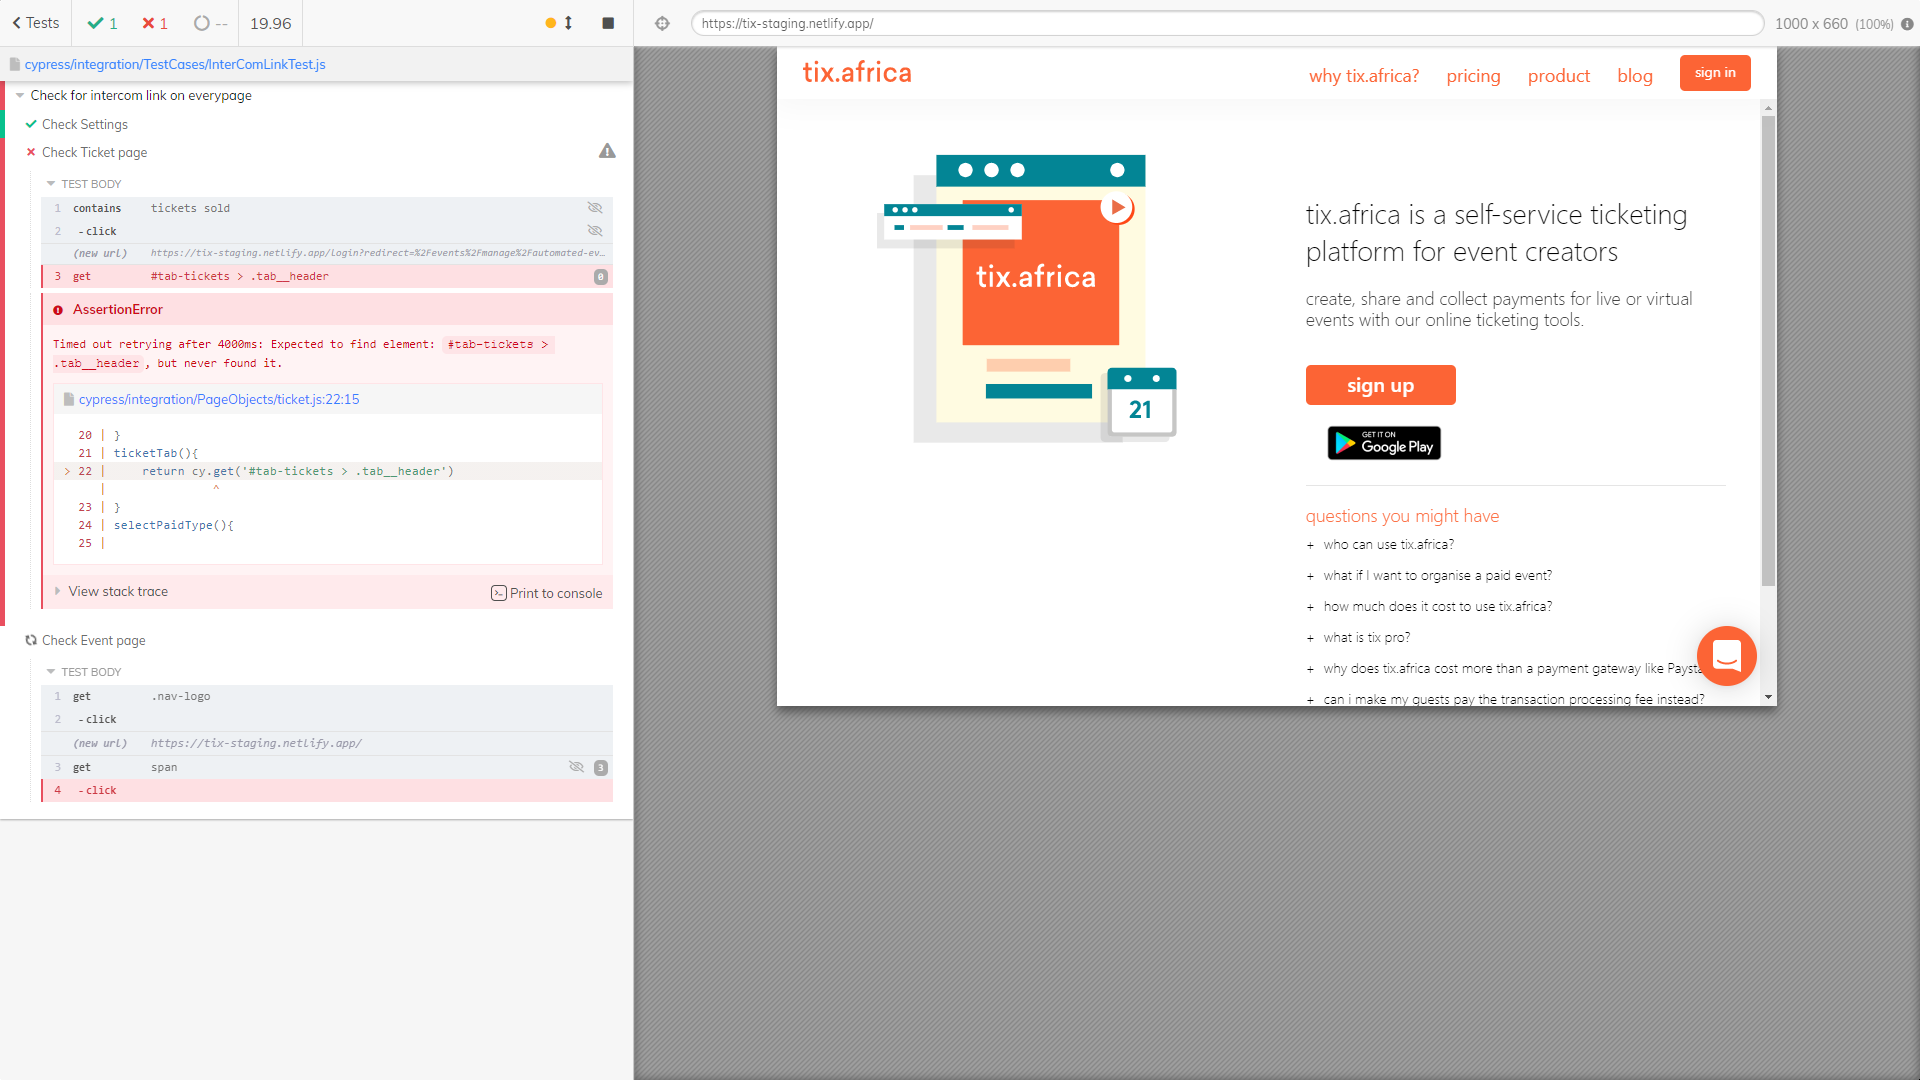 Tests
1
1
--
19.96
cypress/integration/TestCases/InterComLinkTest.js
Check for intercom link on everypage
Check Settings
Check Ticket page
TEST BODY
1 contains tickets sold
2 -click
(new url) https://tix-staging.netlify.app/login?redirect=%2Fevents%2Fmanage%2Fautomated-ev...
3 get #tab-tickets > .tab__header 0
AssertionError
Timed out retrying after 4000ms: Expected to find element: #tab-tickets >
.tab__header, but never found it.
cypress/integration/PageObjects/ticket.js:22:15
20 | }
21 | ticketTab(){
> 22 | return cy.get('#tab-tickets > .tab__header')
| ^
23 | }
24 | selectPaidType(){
25 |
View stack trace
Print to console
Check Event page
TEST BODY
1 get .nav-logo
2 -click
(new url) https://tix-staging.netlify.app/
3 get span 3
4 -click
https://tix-staging.netlify.app/
1000 x 660 (100%)
tix.africa
why tix.africa? pricing product blog sign in
tix.africa
21
tix.africa is a self-service ticketing
platform for event creators
create, share and collect payments for live or virtual
events with our online ticketing tools.
sign up
GET IT ON
Google Play
questions you might have
+ who can use tix.africa?
+ what if I want to organise a paid event?
+ how much does it cost to use tix.africa?
+ what is tix pro?
+ why does tix.africa cost more than a payment gateway like Paysta
+ can i make my guests pay the transaction processing fee instead?